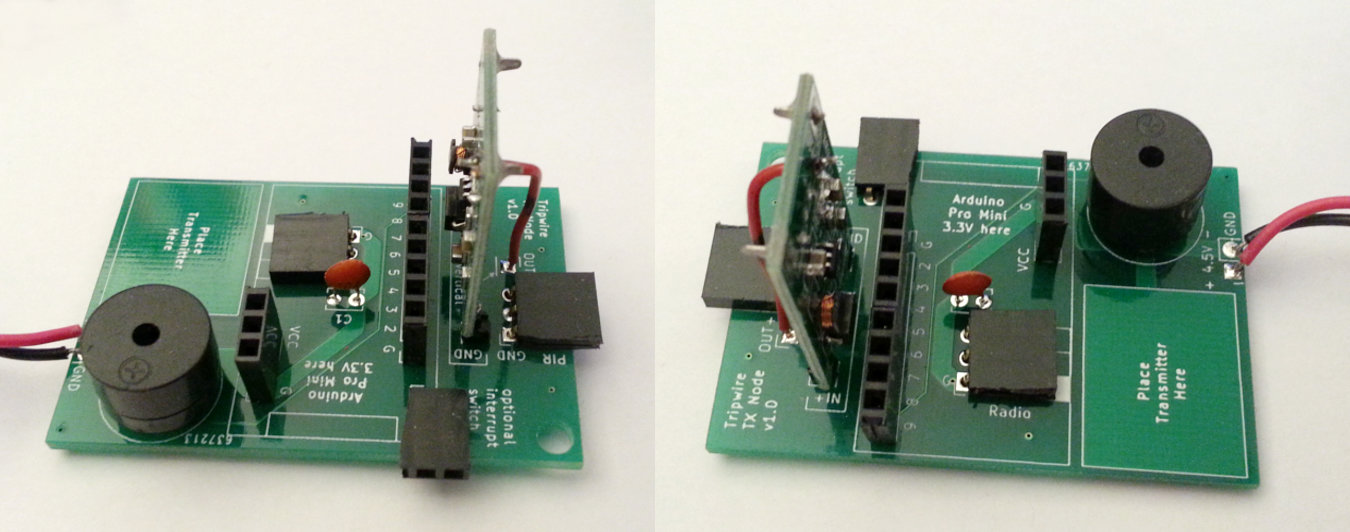 Place
Transmitter
Here
Tripwire
v1.0
9
8
7
6
5
4
3
2
G
C1
VCC
G
Arduino
Pro Mini
3.3V here
OUT
GND
GND
PIR
GND
optional
interrupt
switch
637213
switch
Arduino
Pro Mini
3.3V here
G
VCC
G
2
3
4
5
6
7
9
637
GND
+ 4.5V -
OUT+
IN+
Tripwire
TX Node
v1.0
G
Radio
Place
Transmitter
Here